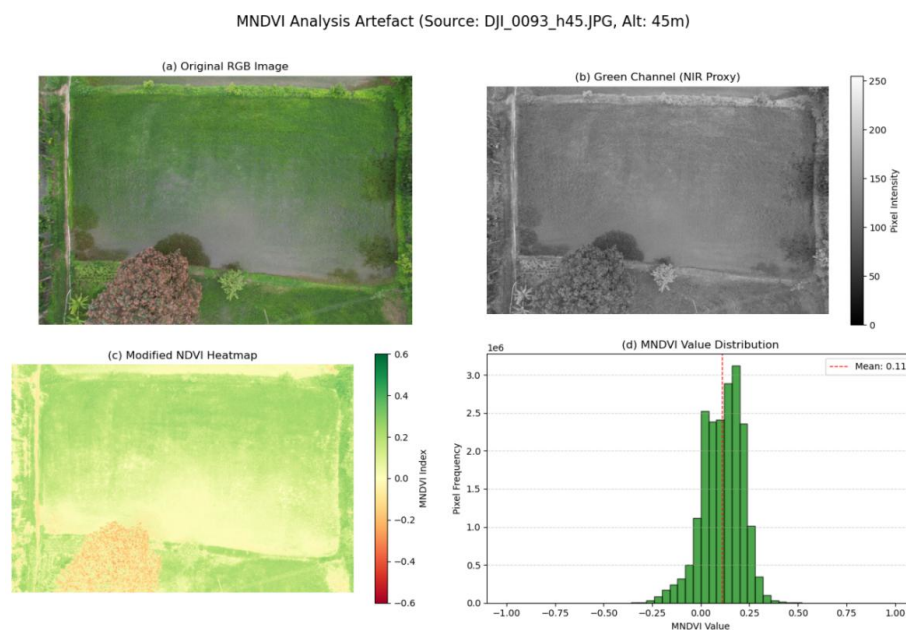 MNDVI Analysis Artefact (Source: DJI_0093_h45.JPG, Alt: 45m)
(a) Original RGB Image
(b) Green Channel (NIR Proxy)
250
200
150
100
50
0
Pixel Intensity
(c) Modified NDVI Heatmap
0.6
0.4
0.2
0.0
−0.2
−0.4
−0.6
MNDVI Index
(d) MNDVI Value Distribution
1e6
Mean: 0.11
3.0
2.5
2.0
1.5
1.0
0.5
0.0
Pixel Frequency
−1.00
−0.75
−0.50
−0.25
0.00
0.25
0.50
0.75
1.00
MNDVI Value